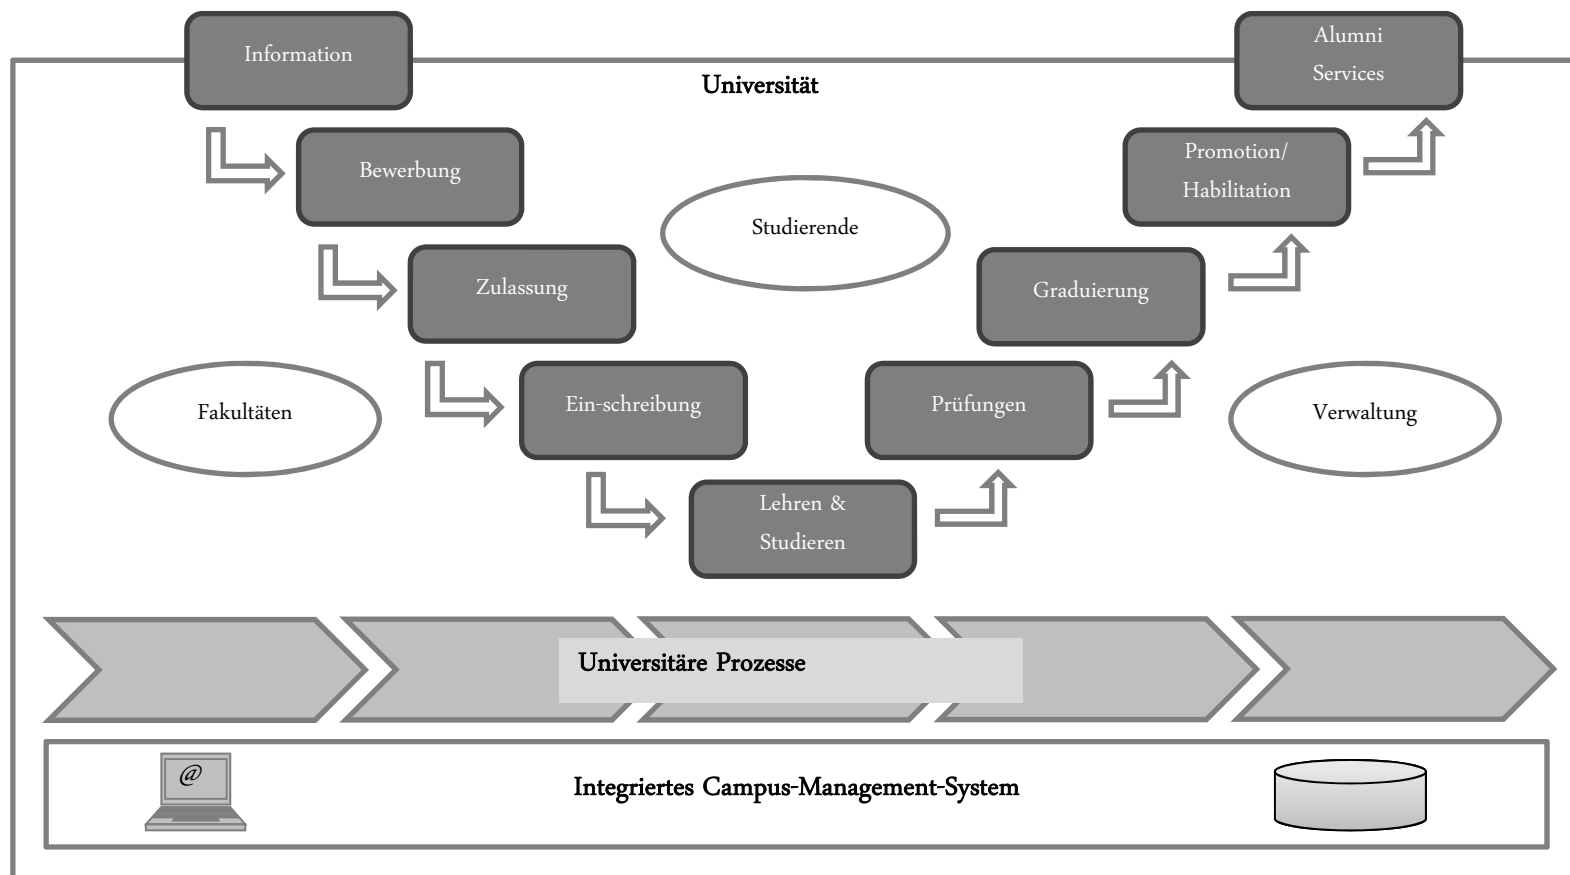 Information
Alumni
Services
Universität
Bewerbung
Promotion/
Habilitation
Studierende
Zulassung
Graduierung
Fakultäten
Ein-schreibung
Prüfungen
Verwaltung
Lehren &
Studieren
Universitäre Prozesse
@
Integriertes Campus-Management-System